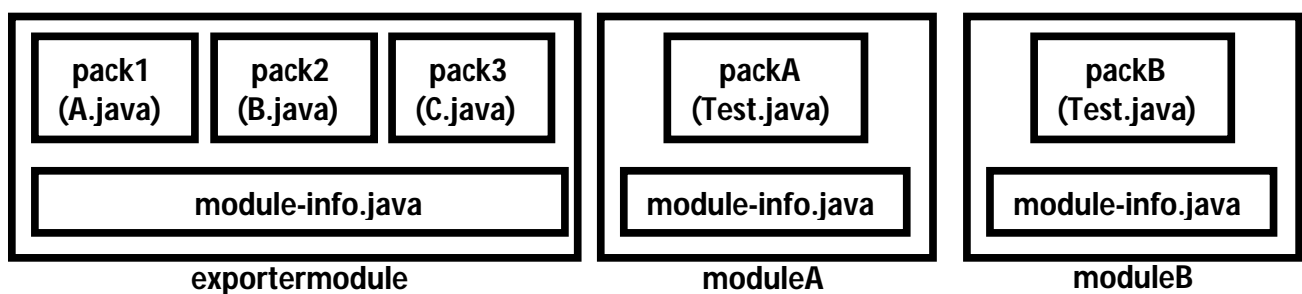 pack1
(A.java)
pack2
(B.java)
pack3
(C.java)
module-info.java
exportermodule
packA
(Test.java)
module-info.java
moduleA
packB
(Test.java)
module-info.java
moduleB